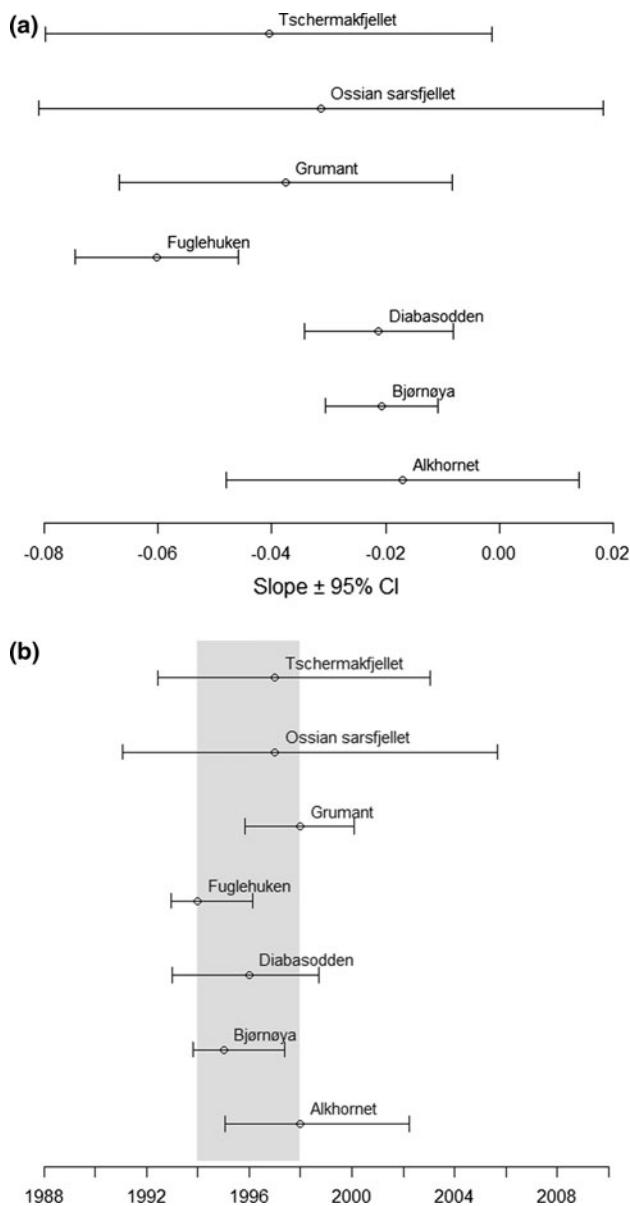 (a)
Tschermakfjellet
Ossian sarsfjellet
Grumant
Fuglehuken
Diabasodden
Bjørnøya
Alkhornet
-0.08 -0.06 -0.04 -0.02 0.00 0.02
Slope ± 95% CI
(b)
Tschermakfjellet
Ossian sarsfjellet
Grumant
Fuglehuken
Diabasodden
Bjørnøya
Alkhornet
1988 1992 1996 2000 2004 2008